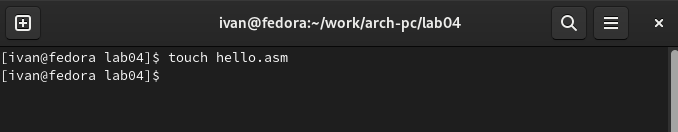 ivan@fedora:~/work/arch-pc/lab04
[ivan@fedora lab04]$ touch hello.asm
[ivan@fedora lab04]$